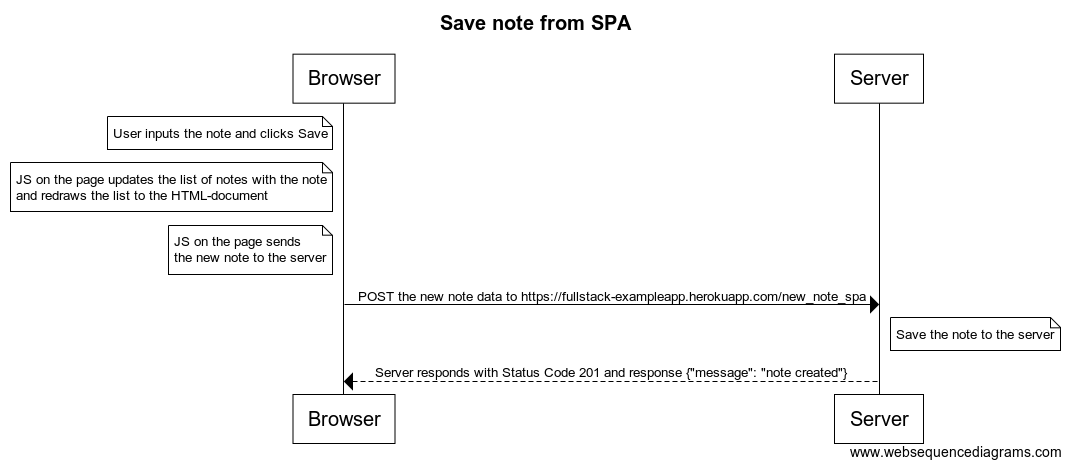 Save note from SPA
Browser
Server
User inputs the note and clicks Save
JS on the page updates the list of notes with the note
and redraws the list to the HTML-document
JS on the page sends
the new note to the server
POST the new note data to https://fullstack-exampleapp.herokuapp.com/new_note_spa
Save the note to the server
Server responds with Status Code 201 and response {"message": "note created"}
Browser
Server
www.websequencediagrams.com